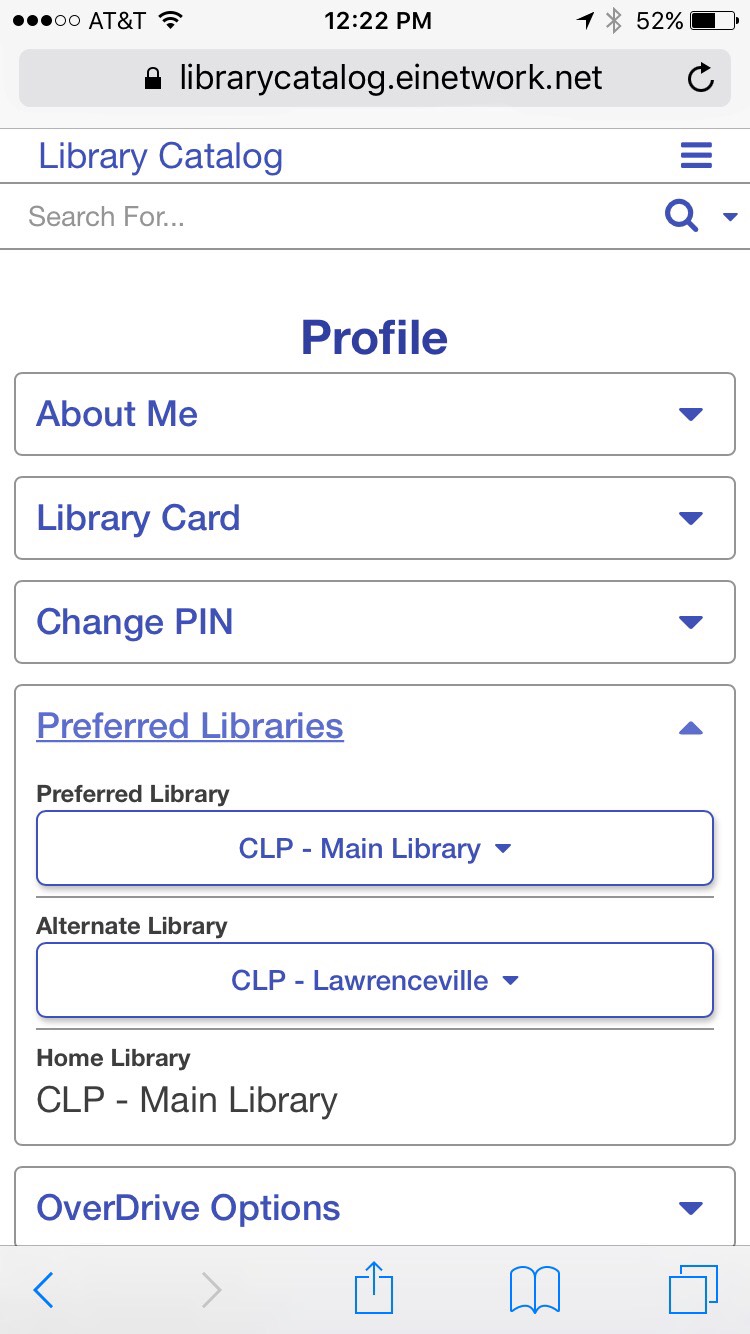 AT&T 12:22 PM 52%
librarycatalog.einetwork.net
Library Catalog
Search For...
Profile
About Me
Library Card
Change PIN
Preferred Libraries
Preferred Library
CLP - Main Library
Alternate Library
CLP - Lawrenceville
Home Library
CLP - Main Library
OverDrive Options